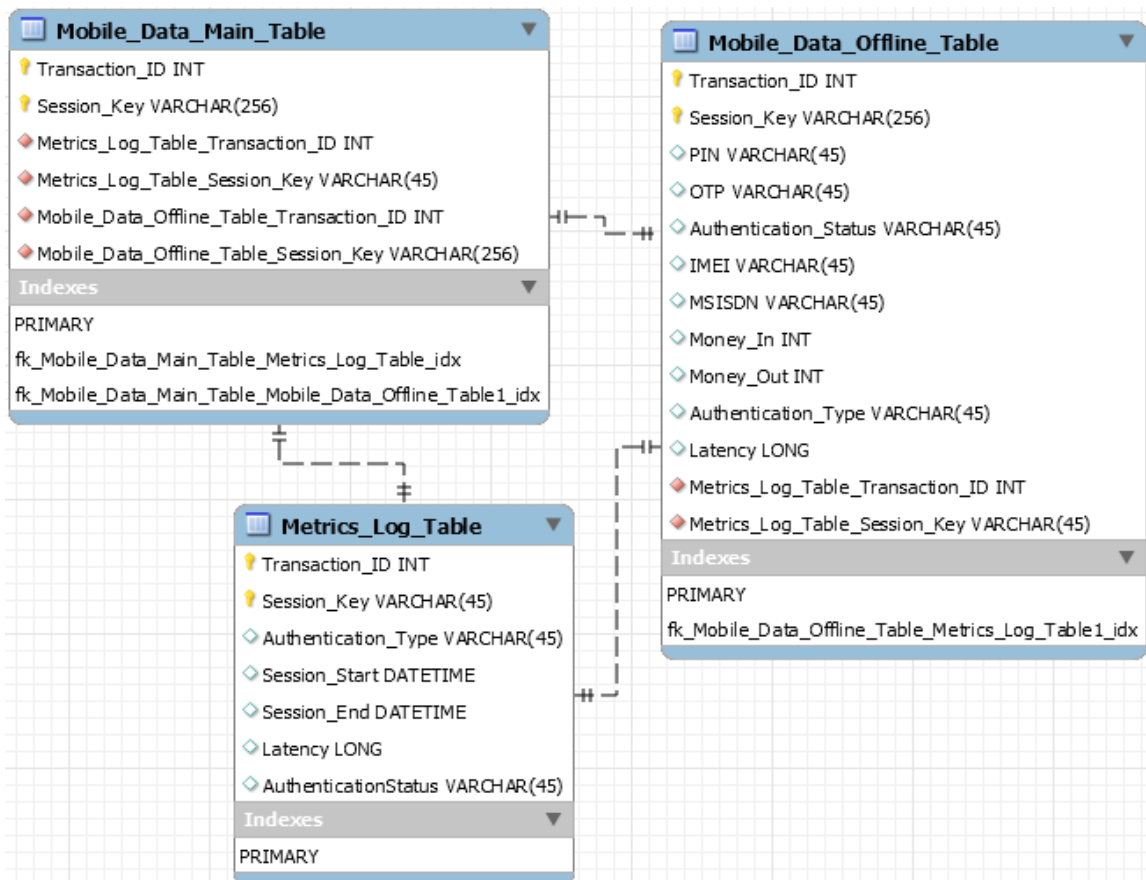 Mobile_Data_Main_Table
Transaction_ID INT
Session_Key VARCHAR(256)
Metrics_Log_Table_Transaction_ID INT
Metrics_Log_Table_Session_Key VARCHAR(45)
Mobile_Data_Offline_Table_Transaction_ID INT
Mobile_Data_Offline_Table_Session_Key VARCHAR(256)
Indexes
PRIMARY
fk_Mobile_Data_Main_Table_Metrics_Log_Table_idx
fk_Mobile_Data_Main_Table_Mobile_Data_Offline_Table1_idx
Mobile_Data_Offline_Table
Transaction_ID INT
Session_Key VARCHAR(256)
PIN VARCHAR(45)
OTP VARCHAR(45)
Authentication_Status VARCHAR(45)
IMEI VARCHAR(45)
MSISDN VARCHAR(45)
Money_In INT
Money_Out INT
Authentication_Type VARCHAR(45)
Latency LONG
Metrics_Log_Table_Transaction_ID INT
Metrics_Log_Table_Session_Key VARCHAR(45)
Indexes
PRIMARY
fk_Mobile_Data_Offline_Table_Metrics_Log_Table1_idx
Metrics_Log_Table
Transaction_ID INT
Session_Key VARCHAR(45)
Authentication_Type VARCHAR(45)
Session_Start DATETIME
Session_End DATETIME
Latency LONG
AuthenticationStatus VARCHAR(45)
Indexes
PRIMARY